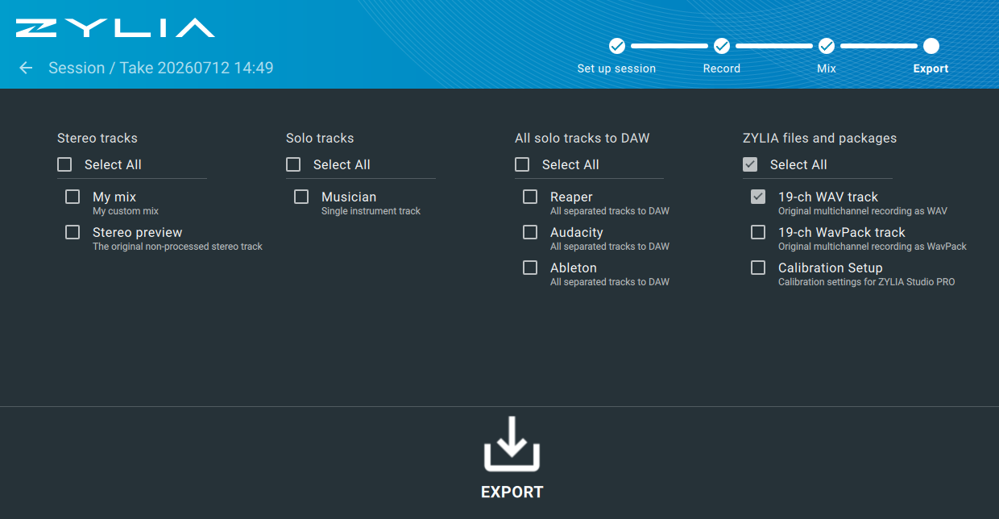 ZYLIA
Session / Take 20260712 14:49
Set up session
Record
Mix
Export
Stereo tracks
Select All
My mix
My custom mix
Stereo preview
The original non-processed stereo track
Solo tracks
Select All
Musician
Single instrument track
All solo tracks to DAW
Select All
Reaper
All separated tracks to DAW
Audacity
All separated tracks to DAW
Ableton
All separated tracks to DAW
ZYLIA files and packages
Select All
19-ch WAV track
Original multichannel recording as WAV
19-ch WavPack track
Original multichannel recording as WavPack
Calibration Setup
Calibration settings for ZYLIA Studio PRO
EXPORT